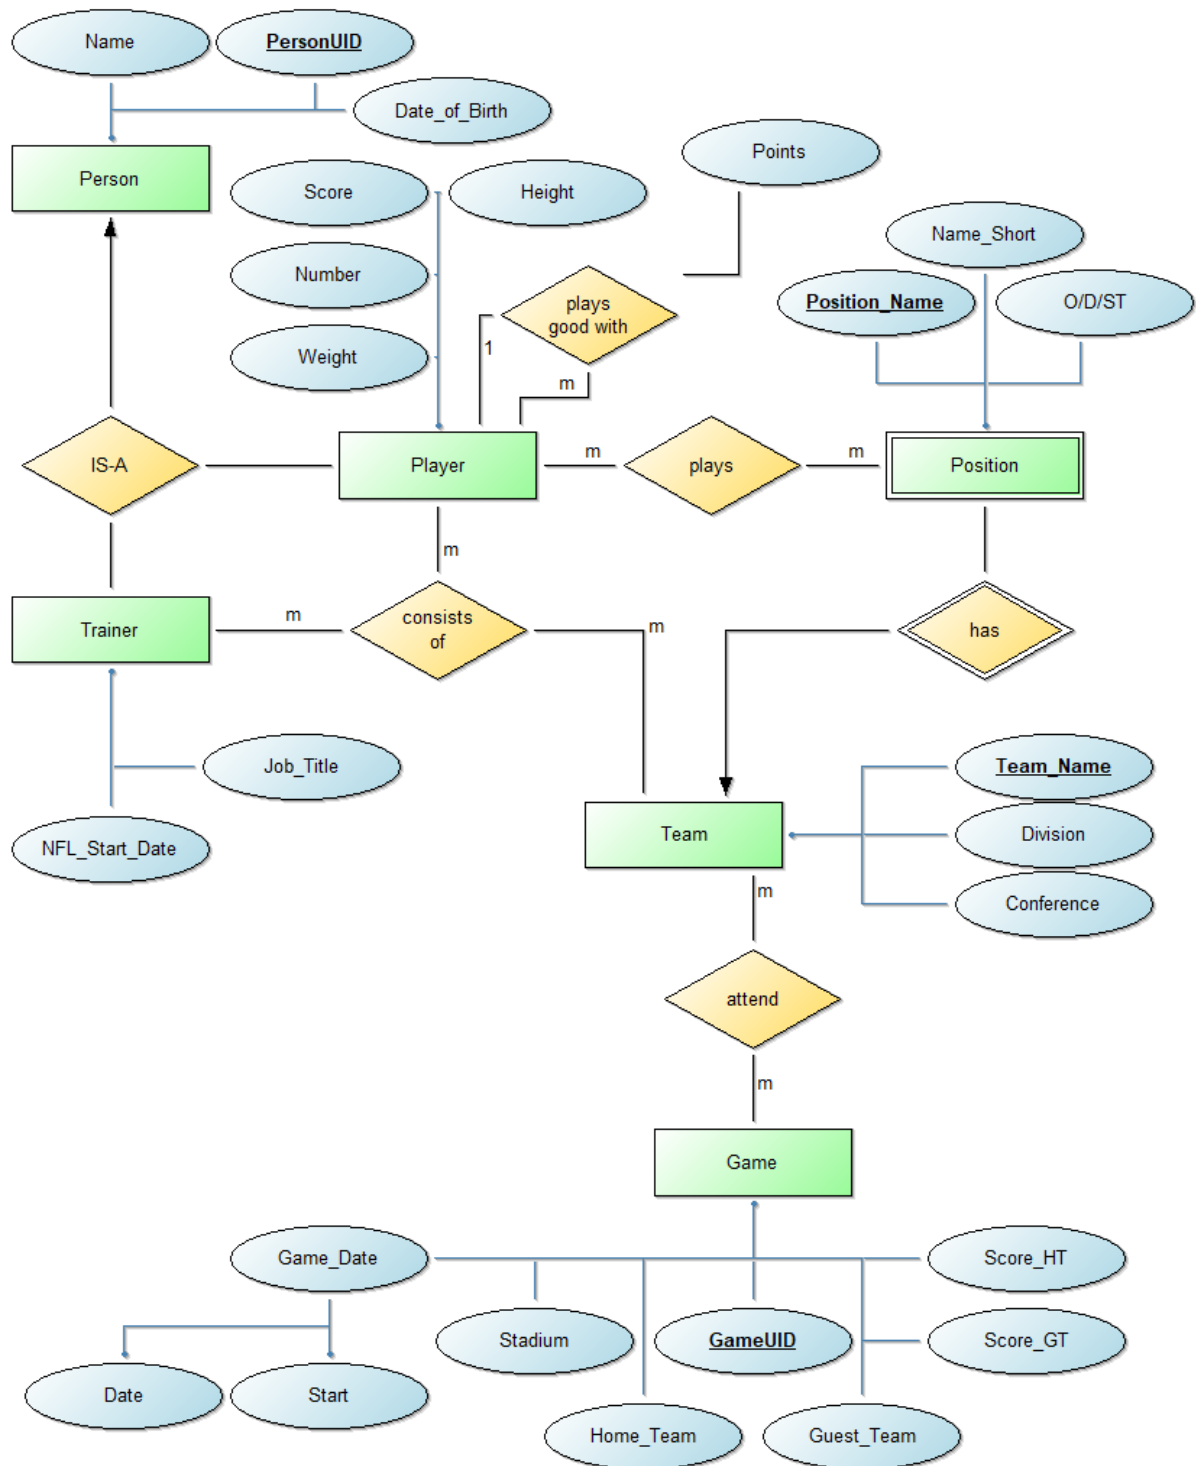 Name
PersonUID
Date_of_Birth
Person
Points
Score
Height
Name_Short
Number
plays
good with
Position_Name
O/D/ST
Weight
1
m
IS-A
Player
m
plays
m
Position
m
Trainer
m
consists
of
m
has
Job_Title
Team_Name
NFL_Start_Date
Team
Division
m
Conference
attend
m
Game
Game_Date
Score_HT
Stadium
GameUID
Score_GT
Date
Start
Home_Team
Guest_Team